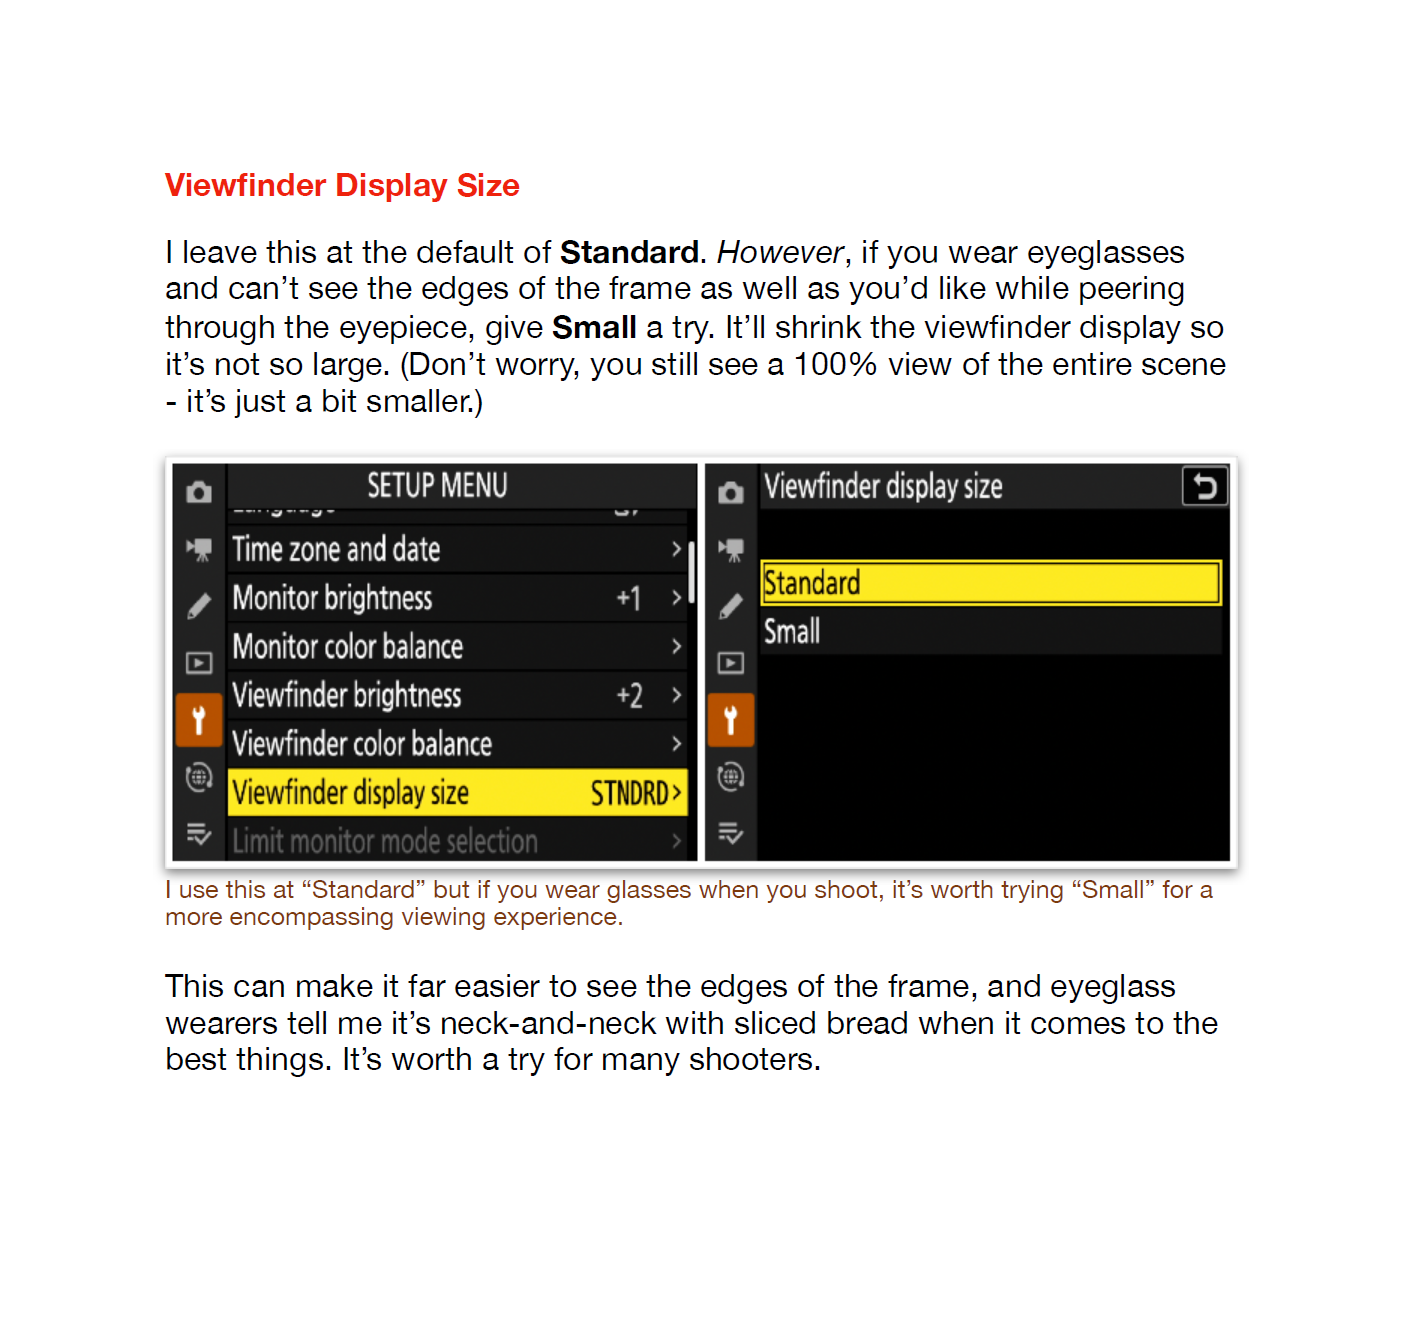 Viewfinder Display Size
I leave this at the default of Standard. However, if you wear eyeglasses
and can’t see the edges of the frame as well as you’d like while peering
through the eyepiece, give Small a try. It’ll shrink the viewfinder display so
it’s not so large. (Don’t worry, you still see a 100% view of the entire scene
- it’s just a bit smaller.)
SETUP MENU
Time zone and date
Monitor brightness +1
Monitor color balance
Viewfinder brightness +2
Viewfinder color balance
Viewfinder display size STNDRD
Limit monitor mode selection
Viewfinder display size
Standard
Small
I use this at “Standard” but if you wear glasses when you shoot, it’s worth trying “Small” for a
more encompassing viewing experience.
This can make it far easier to see the edges of the frame, and eyeglass
wearers tell me it’s neck-and-neck with sliced bread when it comes to the
best things. It’s worth a try for many shooters.